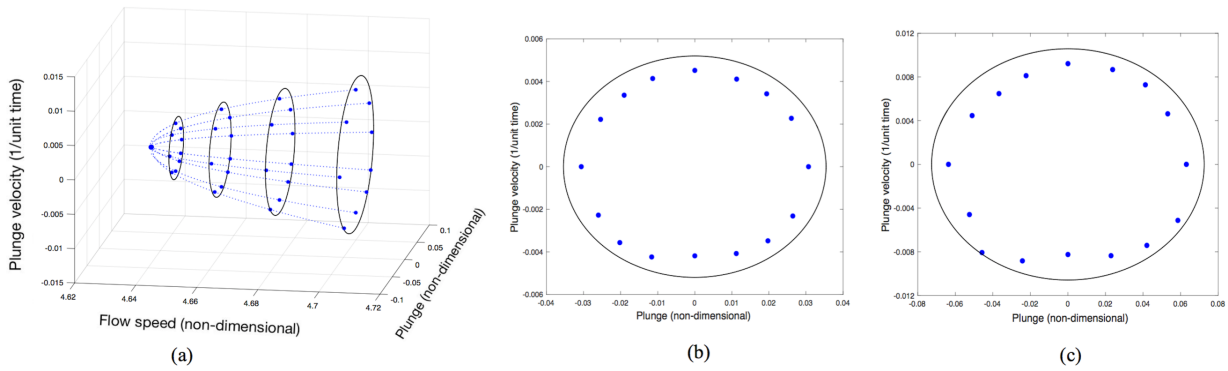 0.015
0.01
0.005
0
-0.005
-0.01
-0.015
Plunge velocity (1/unit time)
4.62
4.64
4.66
4.68
4.7
4.72
Flow speed (non-dimensional)
0.1
0.05
0
-0.05
-0.1
Plunge (non-dimensional)
(a)
0.006
0.004
0.002
0
-0.002
-0.004
-0.006
Plunge velocity (1/unit time)
-0.04 -0.03 -0.02 -0.01 0 0.01 0.02 0.03 0.04
Plunge (non-dimensional)
(b)
0.012
0.008
0.004
0
-0.004
-0.008
-0.012
Plunge velocity (1/unit time)
-0.08 -0.06 -0.04 -0.02 0 0.02 0.04 0.06 0.08
Plunge (non-dimensional)
(c)